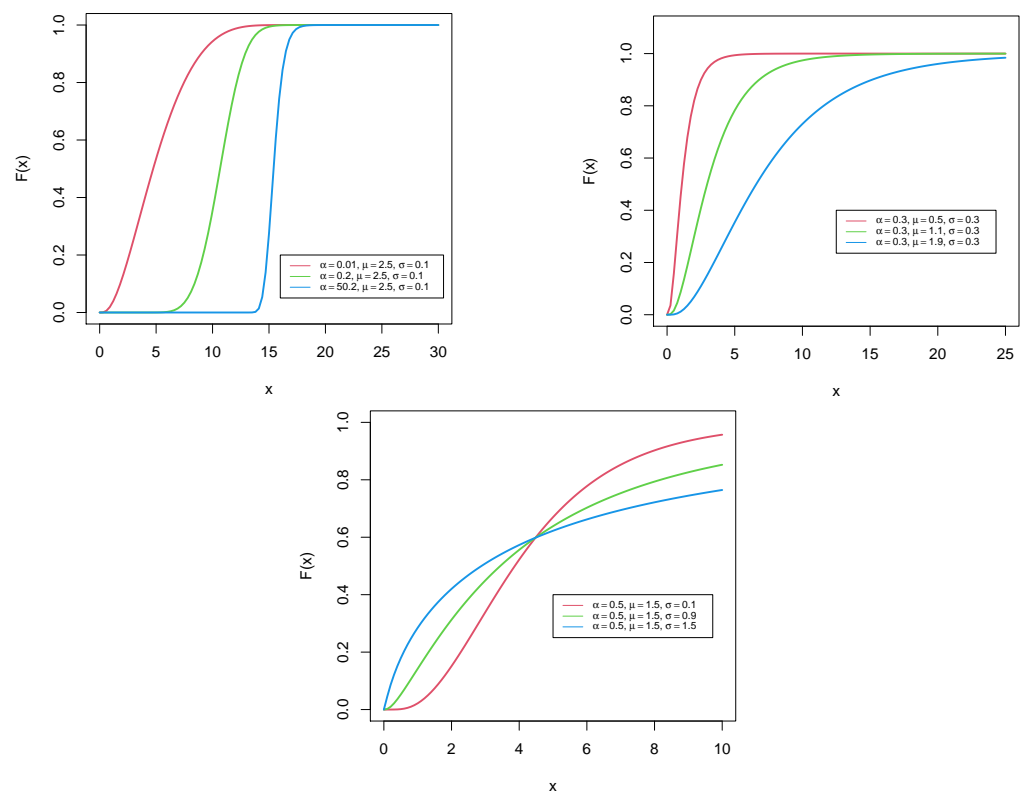 F(x)
1.0
0.8
0.6
0.4
0.2
0.0
α = 0.01, μ = 2.5, σ = 0.1
α = 0.2, μ = 2.5, σ = 0.1
α = 50.2, μ = 2.5, σ = 0.1
0 5 10 15 20 25 30
x
F(x)
1.0
0.8
0.6
0.4
0.2
0.0
α = 0.3, μ = 0.5, σ = 0.3
α = 0.3, μ = 1.1, σ = 0.3
α = 0.3, μ = 1.9, σ = 0.3
0 5 10 15 20 25
x
F(x)
1.0
0.8
0.6
0.4
0.2
0.0
α = 0.5, μ = 1.5, σ = 0.1
α = 0.5, μ = 1.5, σ = 0.9
α = 0.5, μ = 1.5, σ = 1.5
0 2 4 6 8 10
x